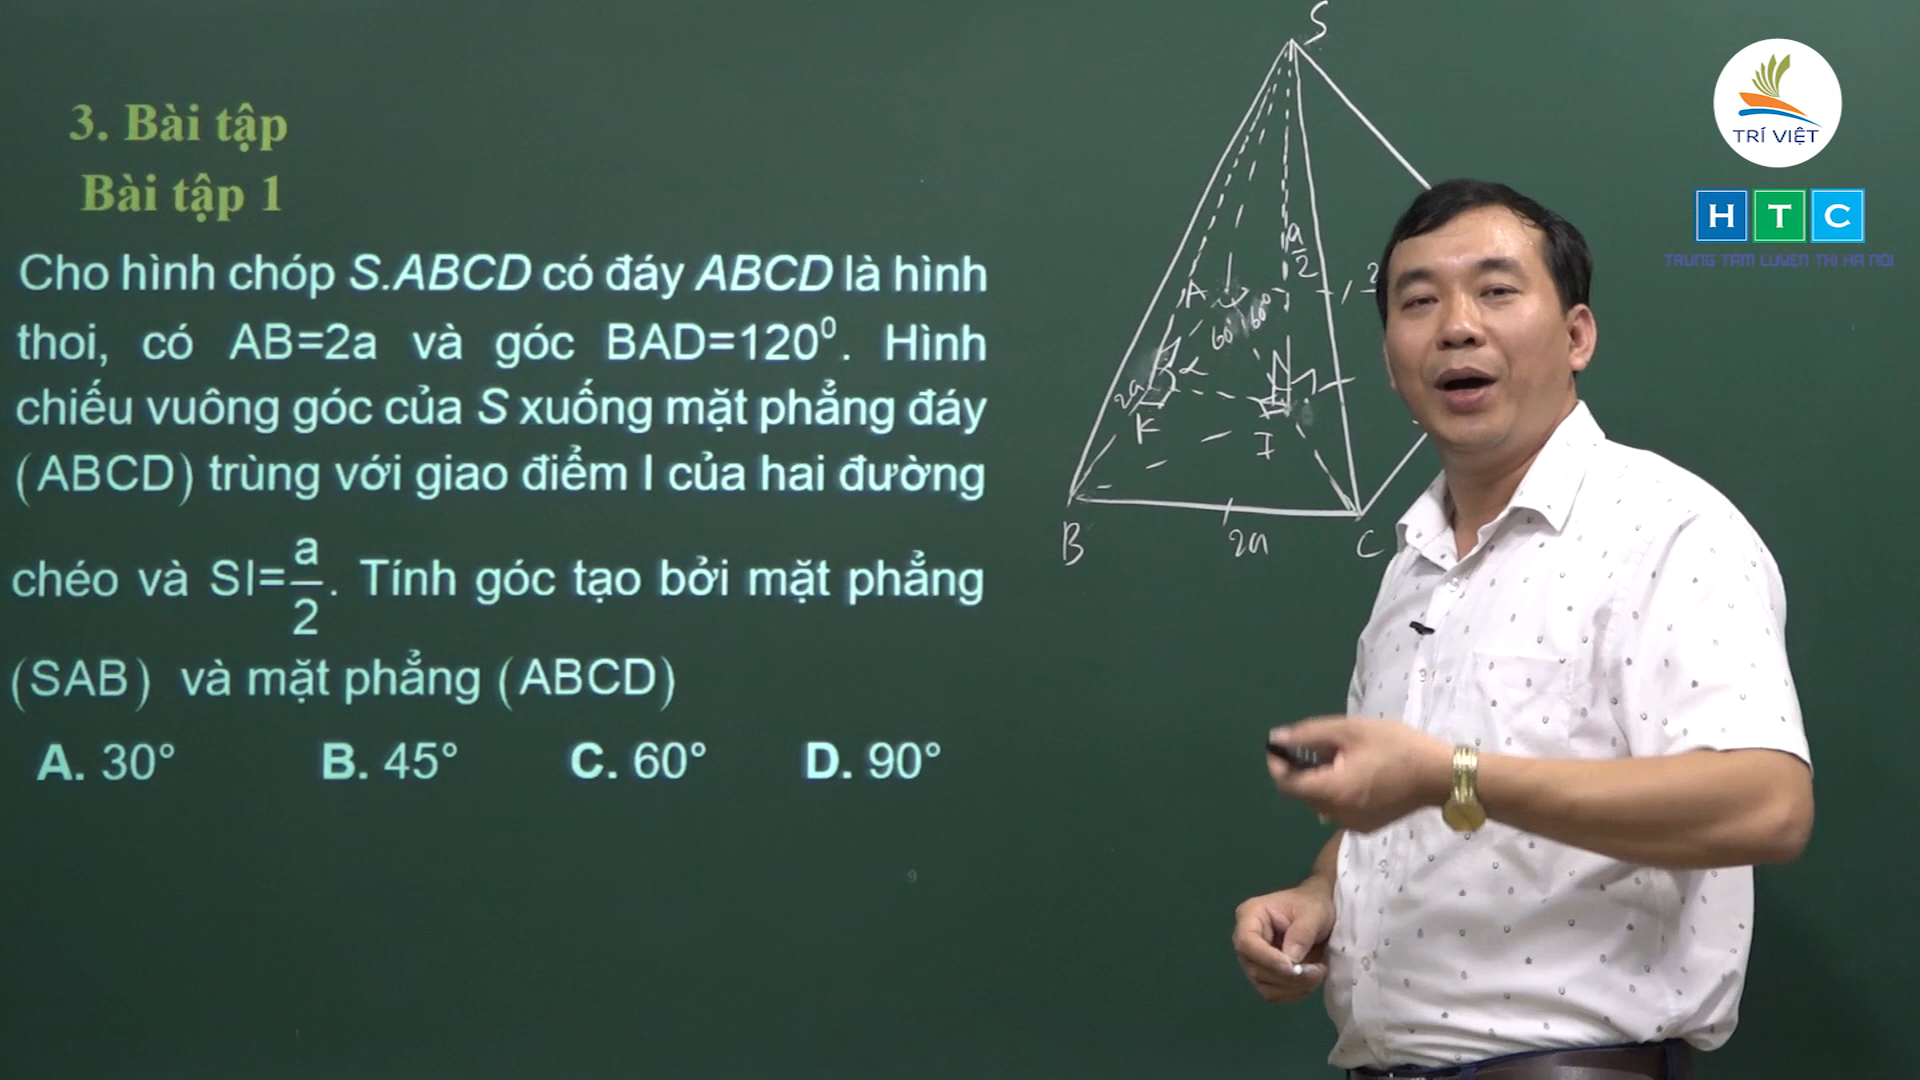 3. Bài tập
Bài tập 1
Cho hình chóp S.ABCD có đáy ABCD là hình
thoi, có AB=2a và góc BAD=120⁰. Hình
chiếu vuông góc của S xuống mặt phẳng đáy
(ABCD) trùng với giao điểm I của hai đường
chéo và SI=a/2. Tính góc tạo bởi mặt phẳng
(SAB) và mặt phẳng (ABCD)
A. 30° B. 45° C. 60° D. 90°
S
a/2
A
60° 60°
2a
K
I
B
2a
C
TRÍ VIỆT
HTC
TRUNG TÂM LUYỆN THI HÀ NỘI